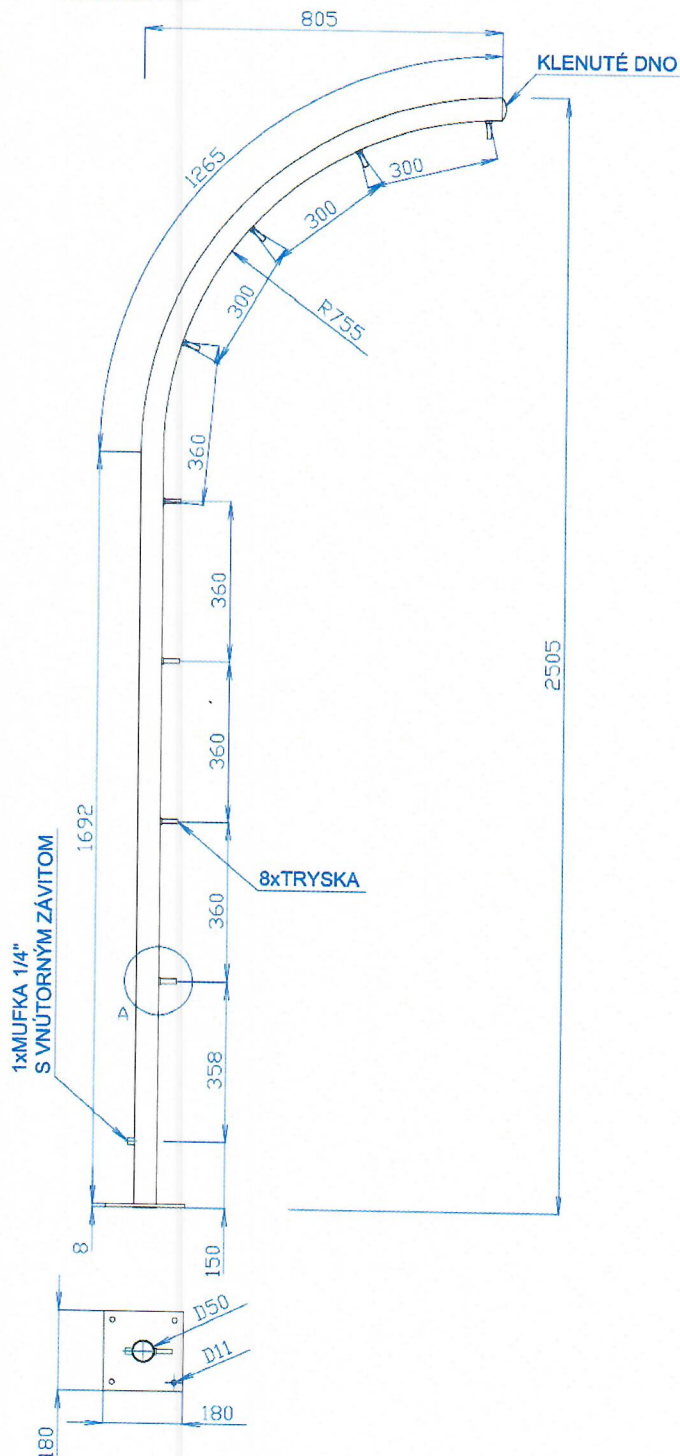 805
KLENUTÉ DNO
1265
300
300
300
R755
360
360
2505
360
1692
8xTRYSKA
360
1xMUFKA 1/4"
S VNÚTORNÝM ZÁVITOM
A
358
8
150
D50
D11
180
180